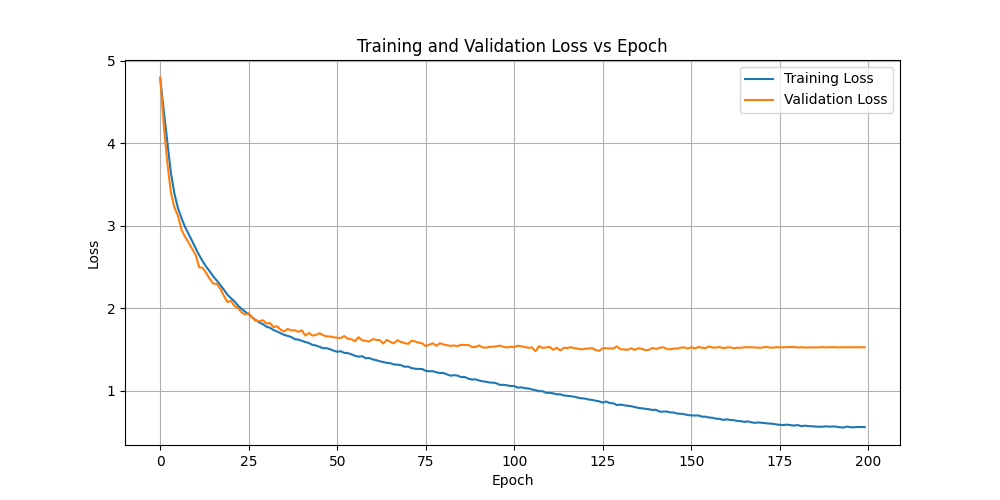 Training and Validation Loss vs Epoch
Training Loss
Validation Loss
5
4
3
2
1
Loss
0 25 50 75 100 125 150 175 200
Epoch